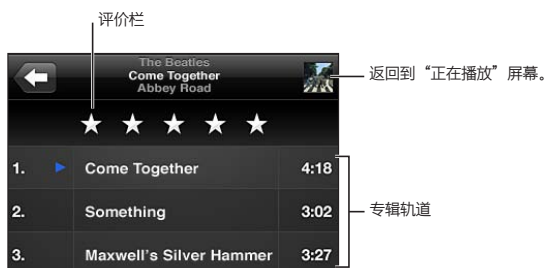 评价栏
The Beatles
Come Together
Abbey Road
返回到“正在播放”屏幕。
1. Come Together 4:18
2. Something 3:02
专辑轨道
3. Maxwell's Silver Hammer 3:27